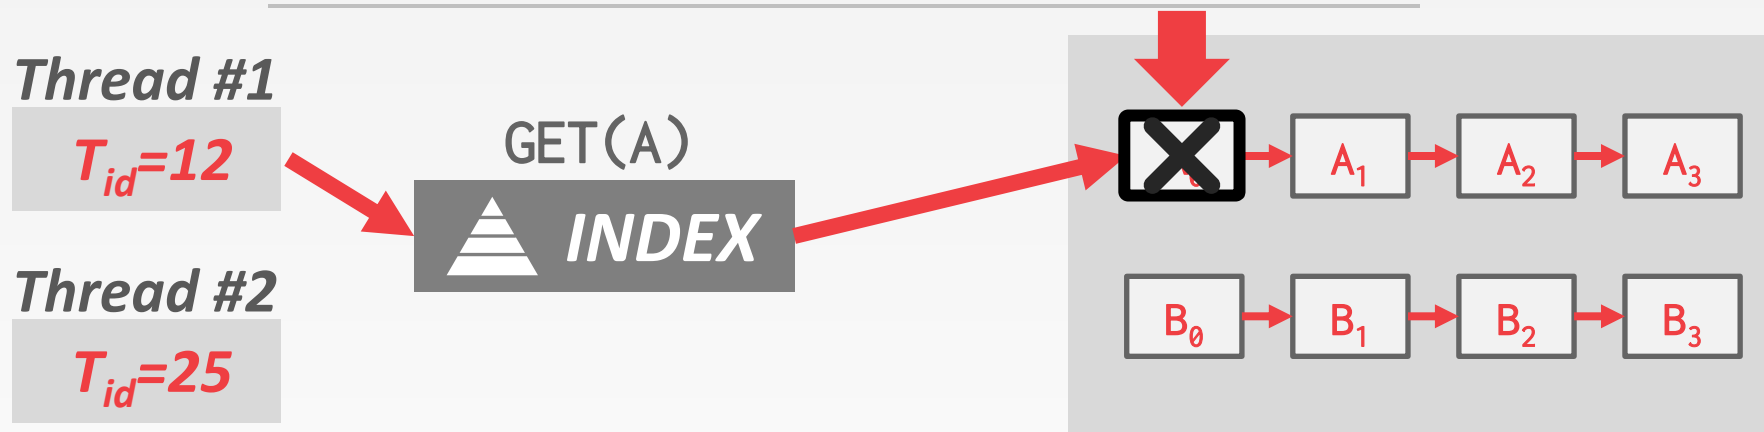 Thread #1
Tid=12
GET(A)
INDEX
A1 A2 A3
Thread #2
Tid=25
B0 B1 B2 B3